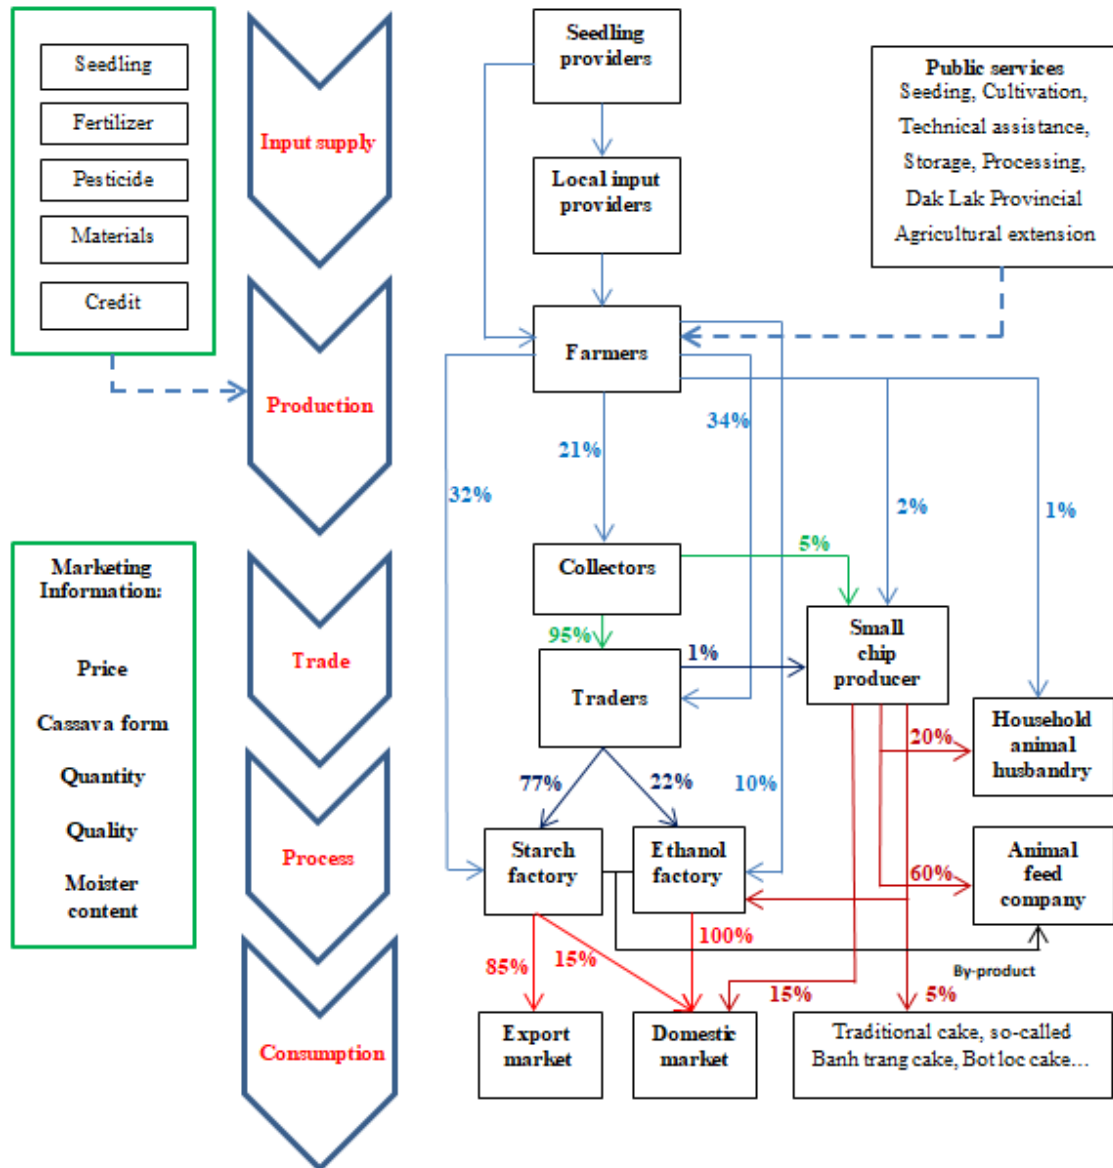 Seedling
Fertilizer
Pesticide
Materials
Credit
Input supply
Production
Trade
Process
Consumption
Marketing
Information:
Price
Cassava form
Quantity
Quality
Moister
content
Seedling
providers
Local input
providers
Farmers
Public services
Seeding, Cultivation,
Technical assistance,
Storage, Processing,
Dak Lak Provincial
Agricultural extension
34%
21%
32%
2%
1%
Collectors
5%
95%
Small
chip
producer
1%
Traders
Household
animal
husbandry
20%
77%
22%
10%
Starch
factory
Ethanol
factory
Animal
feed
company
60%
100%
85%
15%
By-product
15%
5%
Export
market
Domestic
market
Traditional cake, so-called
Banh trang cake, Bot loc cake...